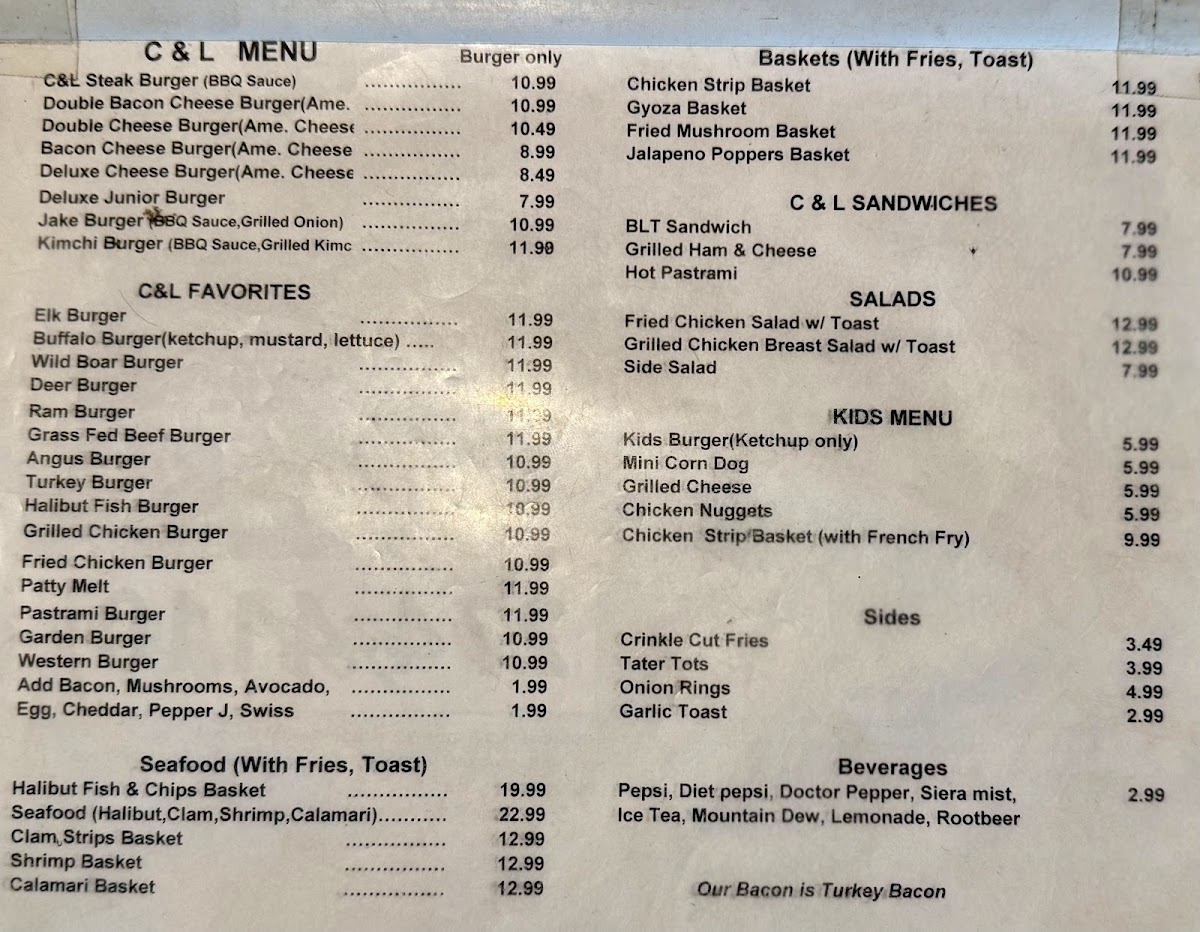 C & L MENU
Burger only
C&L Steak Burger (BBQ Sauce) ................. 10.99
Double Bacon Cheese Burger(Ame. ................. 10.99
Double Cheese Burger(Ame. Cheese ................. 10.49
Bacon Cheese Burger(Ame. Cheese ................. 8.99
Deluxe Cheese Burger(Ame. Cheese ................. 8.49
Deluxe Junior Burger ................. 7.99
Jake Burger (BBQ Sauce,Grilled Onion) ................. 10.99
Kimchi Burger (BBQ Sauce,Grilled Kimc ................. 11.99
C&L FAVORITES
Elk Burger ................. 11.99
Buffalo Burger(ketchup, mustard, lettuce) ..... 11.99
Wild Boar Burger ................. 11.99
Deer Burger ................. 11.99
Ram Burger ................. 11.99
Grass Fed Beef Burger ................. 11.99
Angus Burger ................. 10.99
Turkey Burger ................. 10.99
Halibut Fish Burger ................. 10.99
Grilled Chicken Burger ................. 10.99
Fried Chicken Burger ................. 10.99
Patty Melt ................. 11.99
Pastrami Burger ................. 11.99
Garden Burger ................. 10.99
Western Burger ................. 10.99
Add Bacon, Mushrooms, Avocado, ................. 1.99
Egg, Cheddar, Pepper J, Swiss ................. 1.99
Seafood (With Fries, Toast)
Halibut Fish & Chips Basket ................. 19.99
Seafood (Halibut,Clam,Shrimp,Calamari)............ 22.99
Clam Strips Basket ................. 12.99
Shrimp Basket ................. 12.99
Calamari Basket ................. 12.99
Baskets (With Fries, Toast)
Chicken Strip Basket 11.99
Gyoza Basket 11.99
Fried Mushroom Basket 11.99
Jalapeno Poppers Basket 11.99
C & L SANDWICHES
BLT Sandwich 7.99
Grilled Ham & Cheese 7.99
Hot Pastrami 10.99
SALADS
Fried Chicken Salad w/ Toast 12.99
Grilled Chicken Breast Salad w/ Toast 12.99
Side Salad 7.99
KIDS MENU
Kids Burger(Ketchup only) 5.99
Mini Corn Dog 5.99
Grilled Cheese 5.99
Chicken Nuggets 5.99
Chicken Strip Basket (with French Fry) 9.99
Sides
Crinkle Cut Fries 3.49
Tater Tots 3.99
Onion Rings 4.99
Garlic Toast 2.99
Beverages
Pepsi, Diet pepsi, Doctor Pepper, Siera mist, 2.99
Ice Tea, Mountain Dew, Lemonade, Rootbeer
Our Bacon is Turkey Bacon